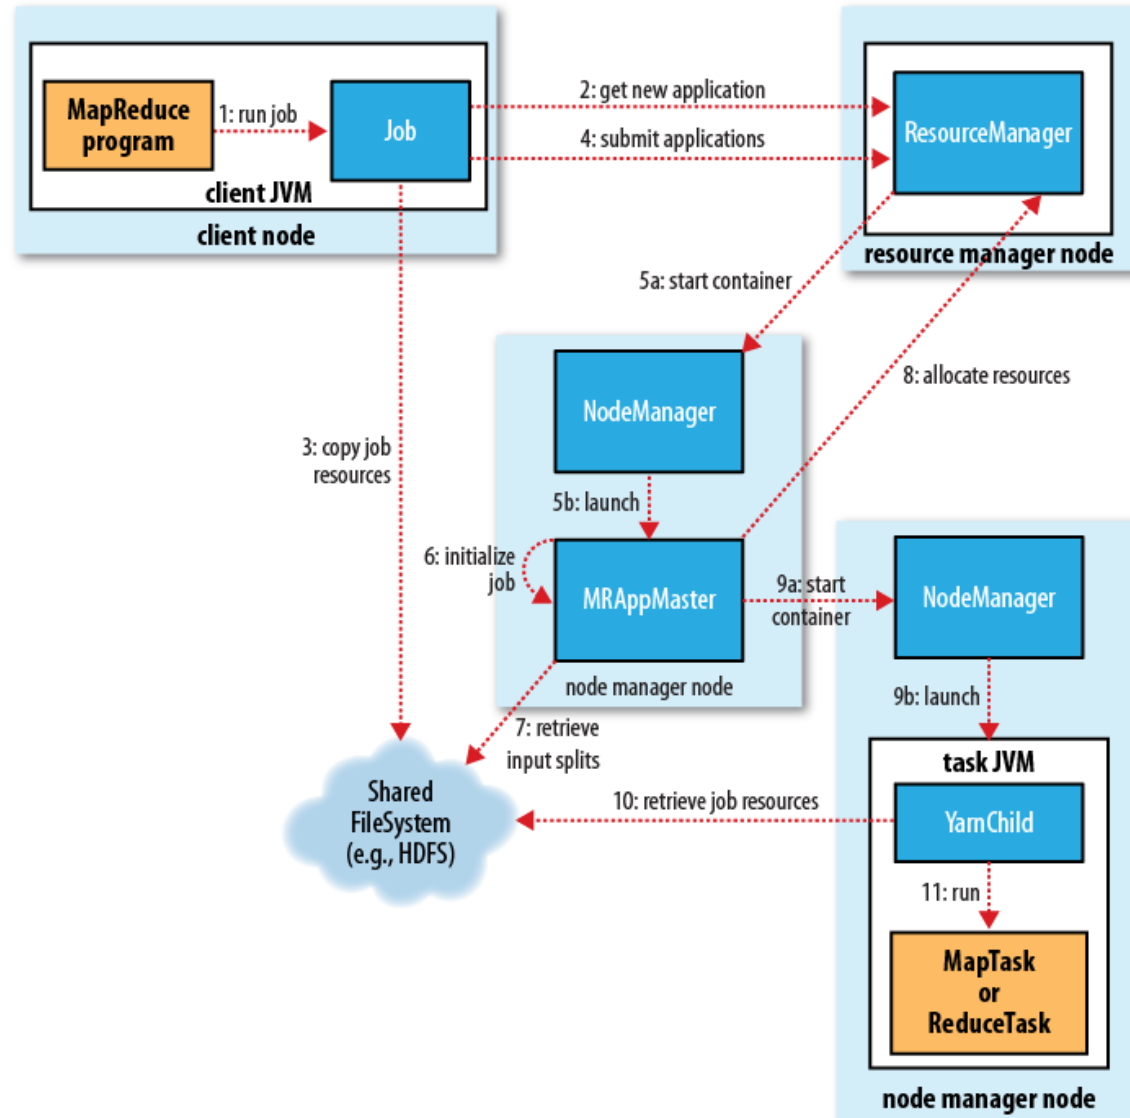 MapReduce
program
1: run job
Job
client JVM
client node
2: get new application
4: submit applications
ResourceManager
resource manager node
5a: start container
8: allocate resources
3: copy job
resources
NodeManager
5b: launch
6: initialize
job
MRAppMaster
node manager node
9a: start
container
NodeManager
9b: launch
7: retrieve
input splits
Shared
FileSystem
(e.g., HDFS)
10: retrieve job resources
task JVM
YarnChild
11: run
MapTask
or
ReduceTask
node manager node